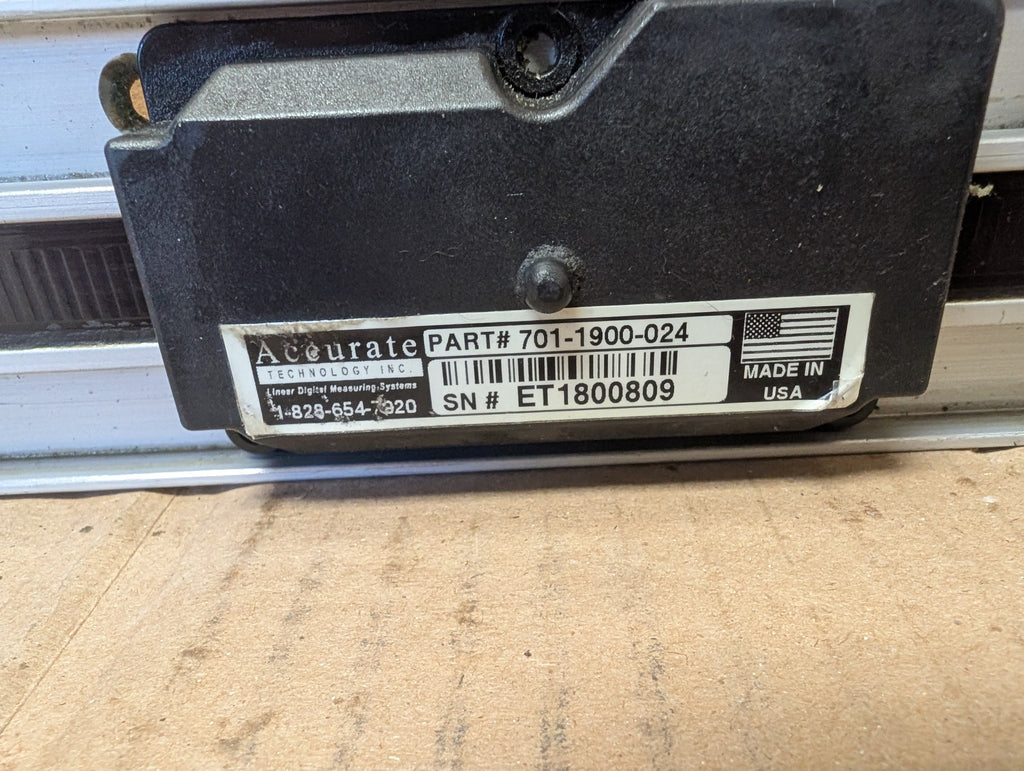 Accurate
TECHNOLOGY INC.
Linear Digital Measuring Systems
1-828-654-7920
PART# 701-1900-024
SN # ET1800809
MADE IN
USA